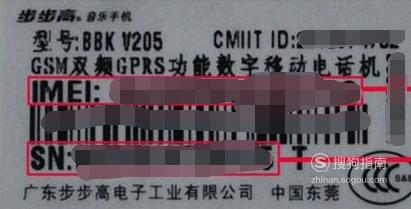 步步高 音乐手机
型号:BBK V205 CMIIT ID:2
GSM双频GPRS功能数字移动电话机
IMEI:
SN: T
S&E
搜狗指南
zhinan.sogou.com
广东步步高电子工业有限公司 中国东莞